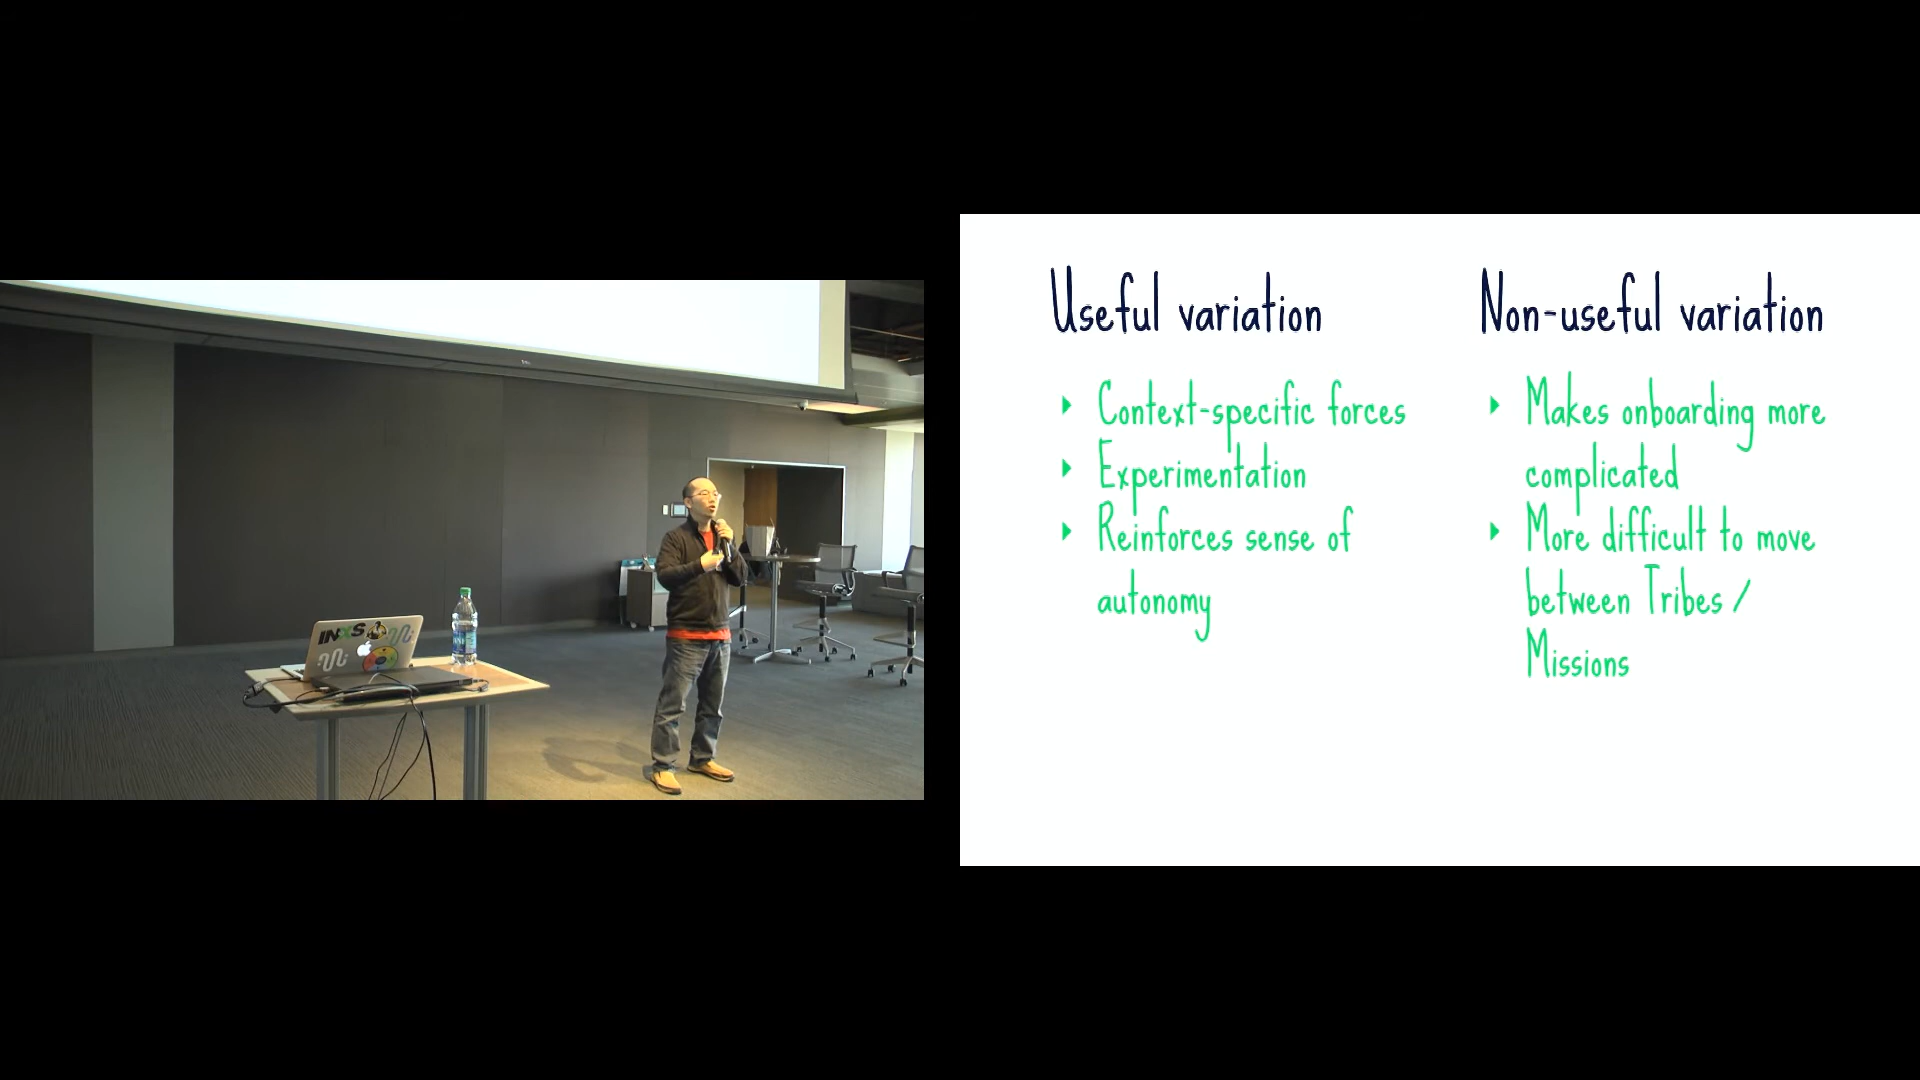 Useful variation
Context-specific forces
Experimentation
Reinforces sense of
autonomy
Non-useful variation
Makes onboarding more
complicated
More difficult to move
between Tribes /
Missions
INXS